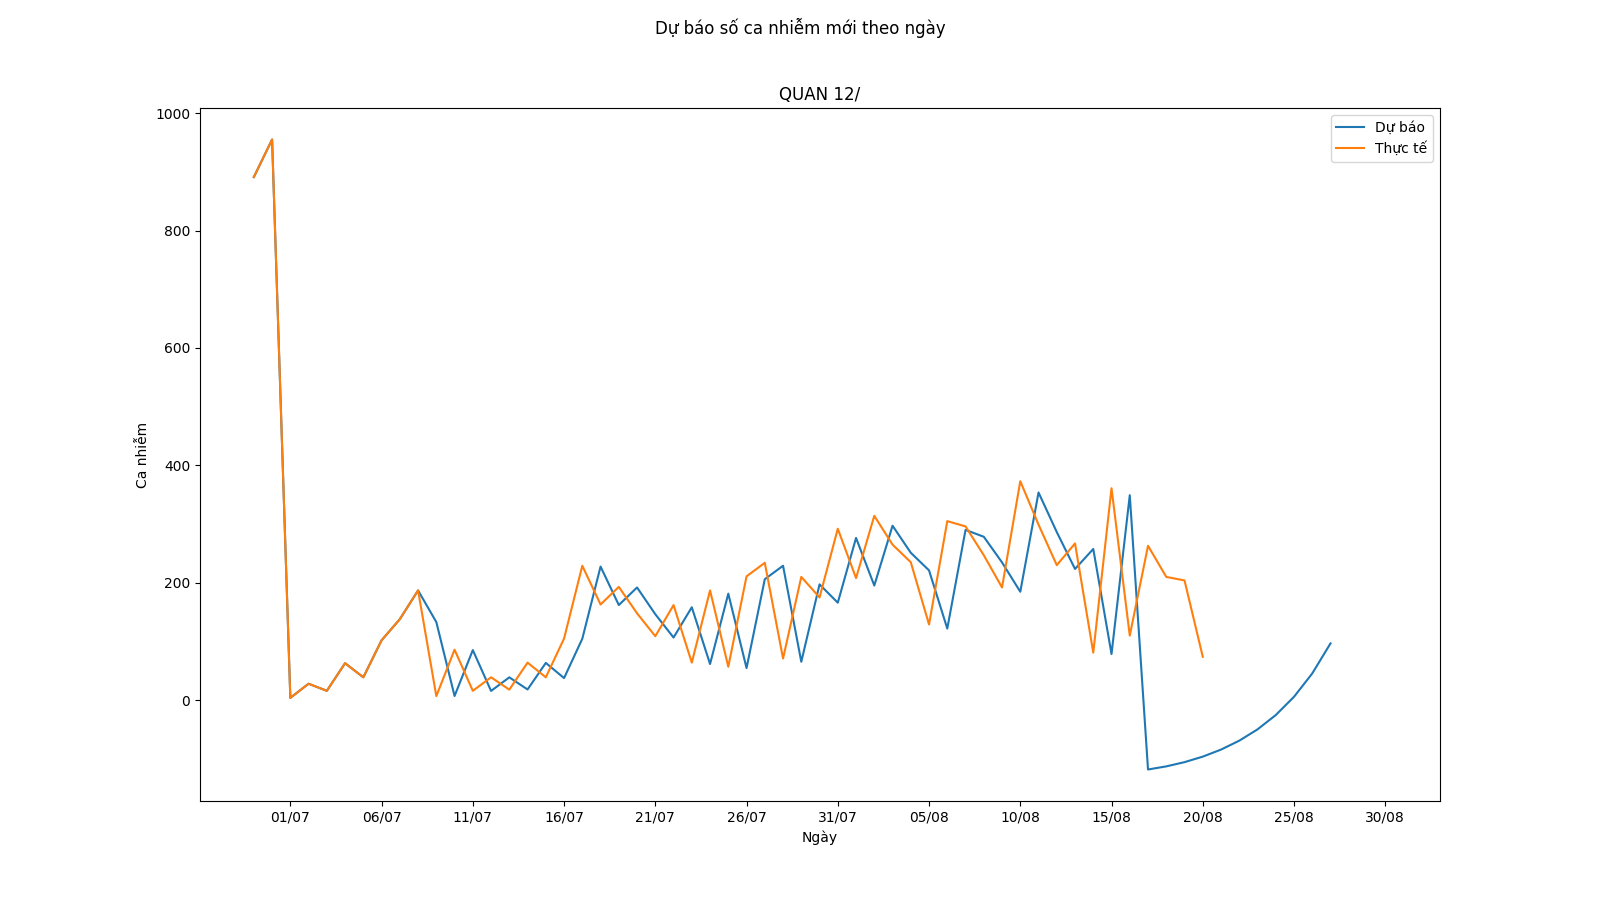 Dự báo số ca nhiễm mới theo ngày
QUAN 12/
Dự báo
Thực tế
1000
800
600
400
200
0
Ca nhiễm
01/07 06/07 11/07 16/07 21/07 26/07 31/07 05/08 10/08 15/08 20/08 25/08 30/08
Ngày